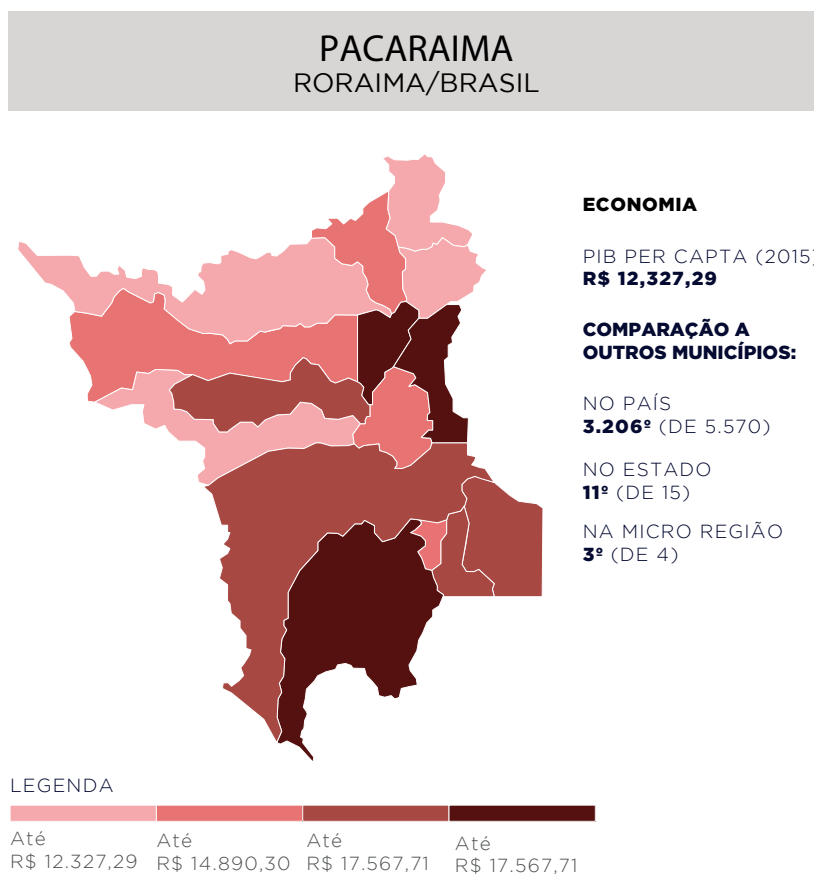 PACARAIMA
RORAIMA/BRASIL
ECONOMIA
PIB PER CAPTA (2015)
R$ 12,327,29
COMPARAÇÃO A
OUTROS MUNICÍPIOS:
NO PAÍS
3.206º (DE 5.570)
NO ESTADO
11º (DE 15)
NA MICRO REGIÃO
3º (DE 4)
LEGENDA
Até
R$ 12.327,29
Até
R$ 14.890,30
Até
R$ 17.567,71
Até
R$ 17.567,71